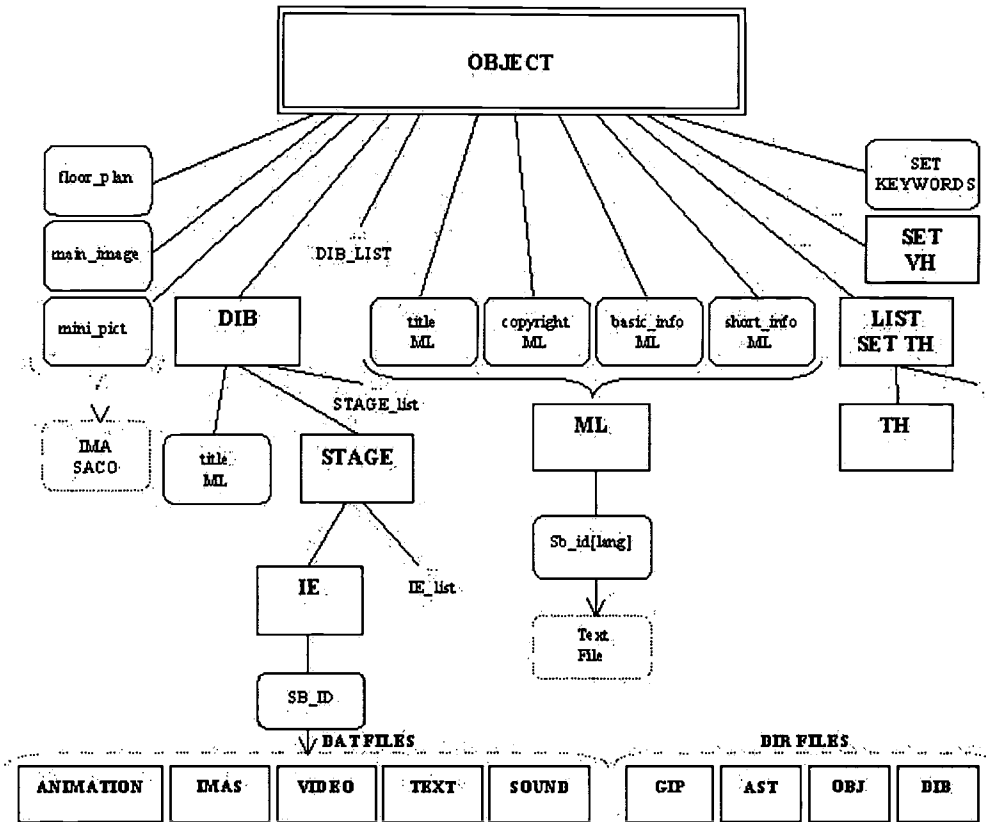 OBJECT
floor_plan
SET
KEYWORDS
...
main_image
...
DIB_LIST
...
SET
VH
mini_pict
DIB
title
ML
copyright
ML
basic_info
ML
short_info
ML
LIST
SET TH
...
STAGE_list
...
IMA
SACO
title
ML
STAGE
ML
TH
Sb_id[lang]
IE
...
IE_list
Text
File
SB_ID
DAT FILES
DIR FILES
ANIMATION
IMAS
VIDEO
TEXT
SOUND
GIP
AST
OBJ
DIB